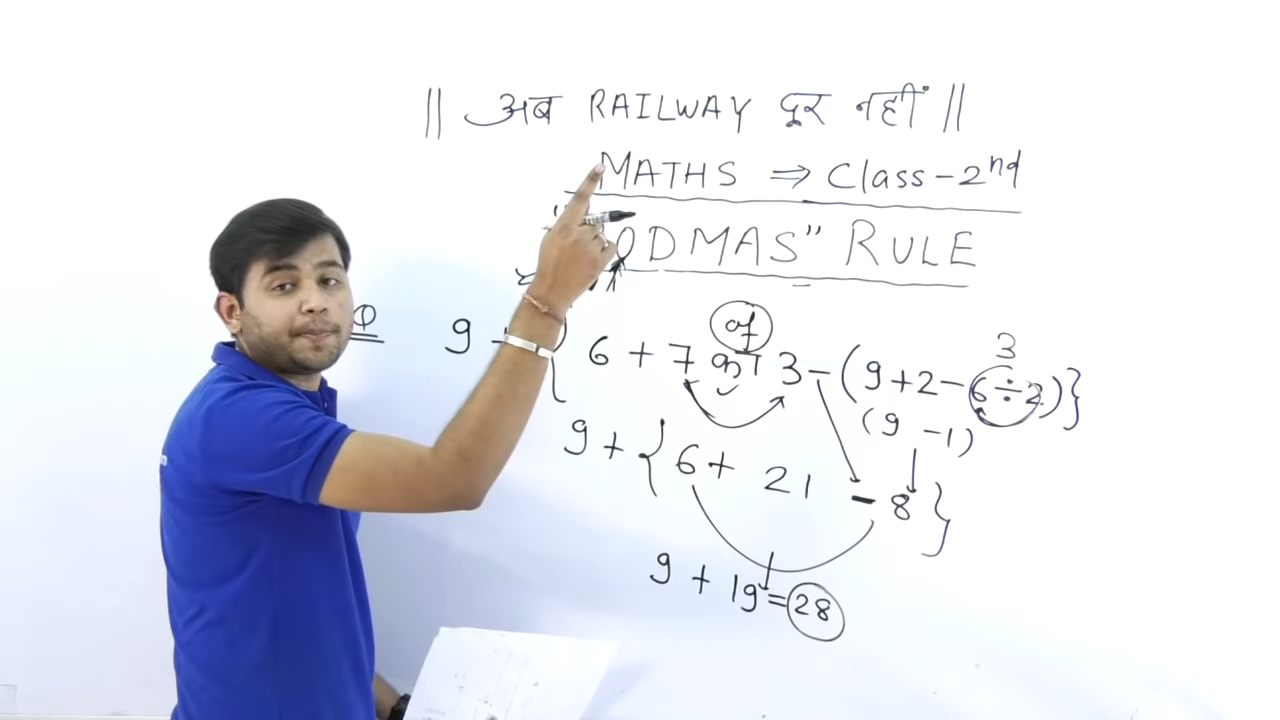 || अब RAILWAY दूर नहीं ||
MATHS ⇒ Class-2nd
ODMAS" RULE
9 + { 6 + 7 का 3 - (9+2-6÷2)}
of
3
(9 -1)
9 + { 6 + 21 - 8 }
9 + 19 = 28